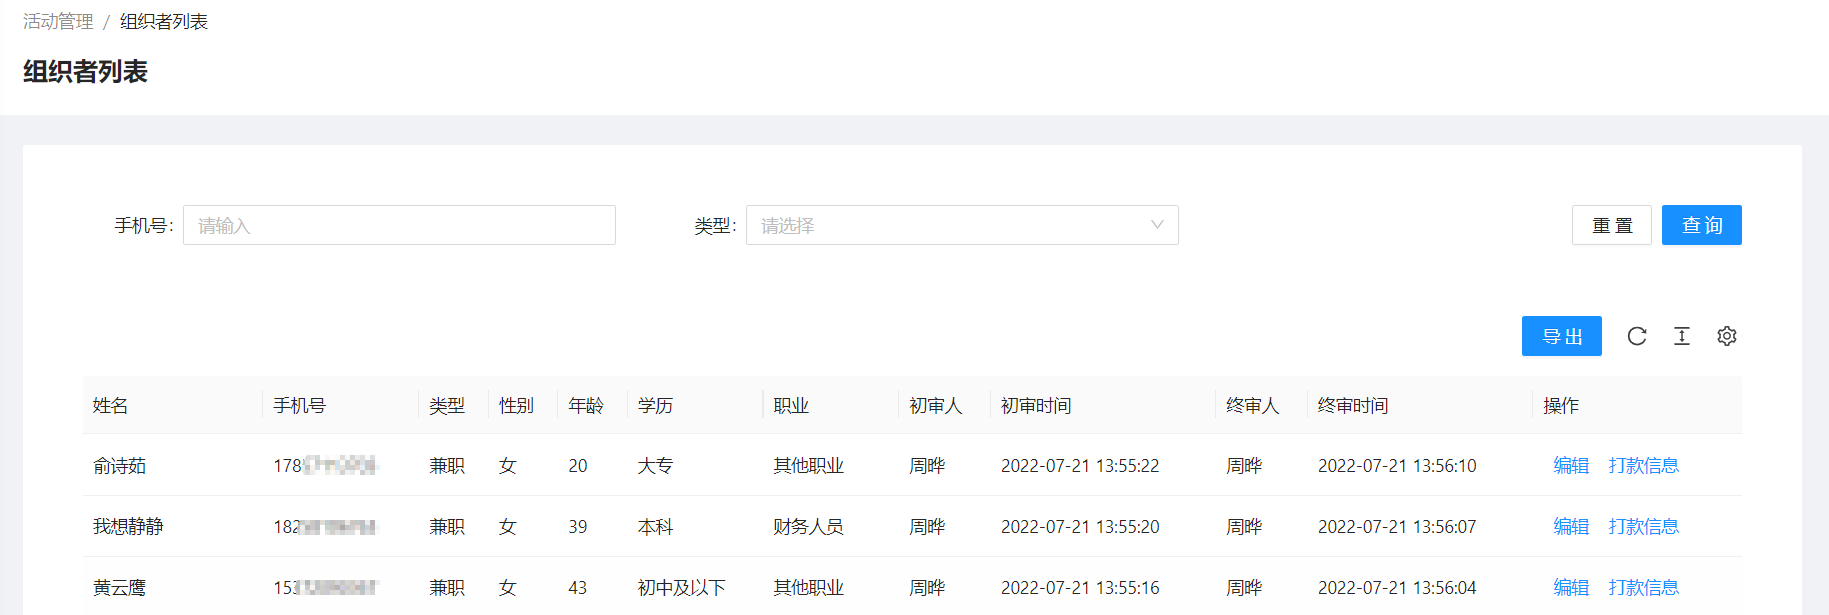 活动管理 / 组织者列表
组织者列表
手机号: 请输入 类型: 请选择 重 置 查 询
导 出
姓名 手机号 类型 性别 年龄 学历 职业 初审人 初审时间 终审人 终审时间 操作
俞诗茹 178 兼职 女 20 大专 其他职业 周晔 2022-07-21 13:55:22 周晔 2022-07-21 13:56:10 编辑 打款信息
我想静静 182 兼职 女 39 本科 财务人员 周晔 2022-07-21 13:55:20 周晔 2022-07-21 13:56:07 编辑 打款信息
黄云鹰 153 兼职 女 43 初中及以下 其他职业 周晔 2022-07-21 13:55:16 周晔 2022-07-21 13:56:04 编辑 打款信息